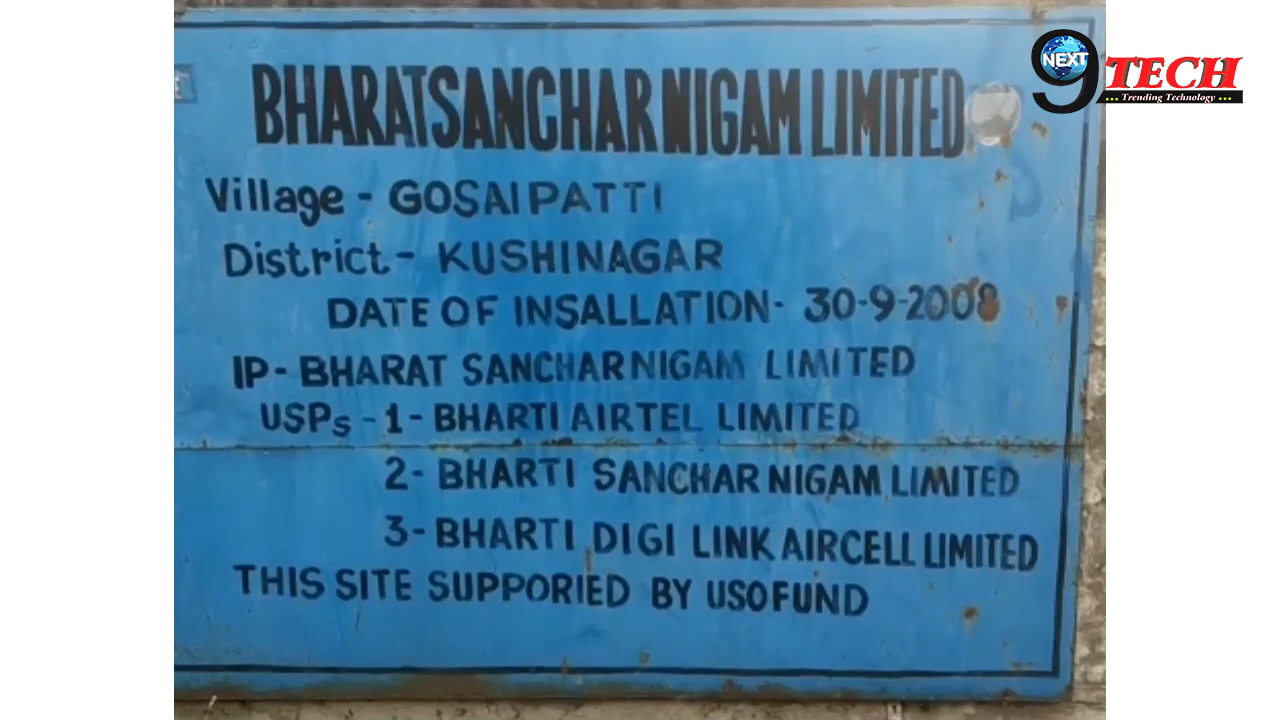 BHARAT SANCHAR NIGAM LIMITED
Village - GOSAIPATTI
District - KUSHINAGAR
DATE OF INSALLATION - 30-9-2008
IP - BHARAT SANCHAR NIGAM LIMITED
USPs - 1 - BHARTI AIRTEL LIMITED
2 - BHARTI SANCHAR NIGAM LIMITED
3 - BHARTI DIGI LINK AIRCELL LIMITED
THIS SITE SUPPORIED BY USOFUND
9 NEXT TECH
... Trending Technology ...